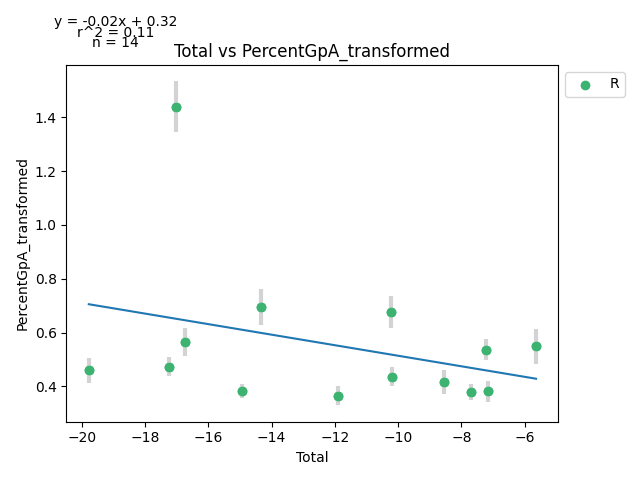 y = -0.02x + 0.32
r^2 = 0.11
n = 14
Total vs PercentGpA_transformed
R
PercentGpA_transformed
1.4
1.2
1.0
0.8
0.6
0.4
−20 −18 −16 −14 −12 −10 −8 −6
Total